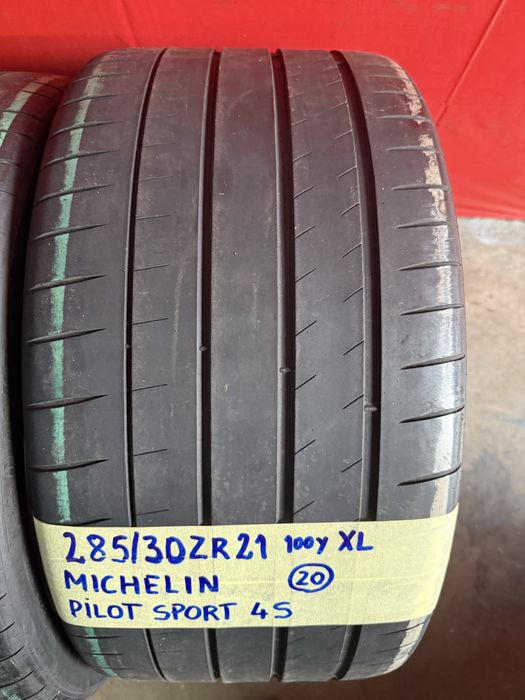 285/30ZR21 100y XL
MICHELIN 20
PILOT SPORT 4S